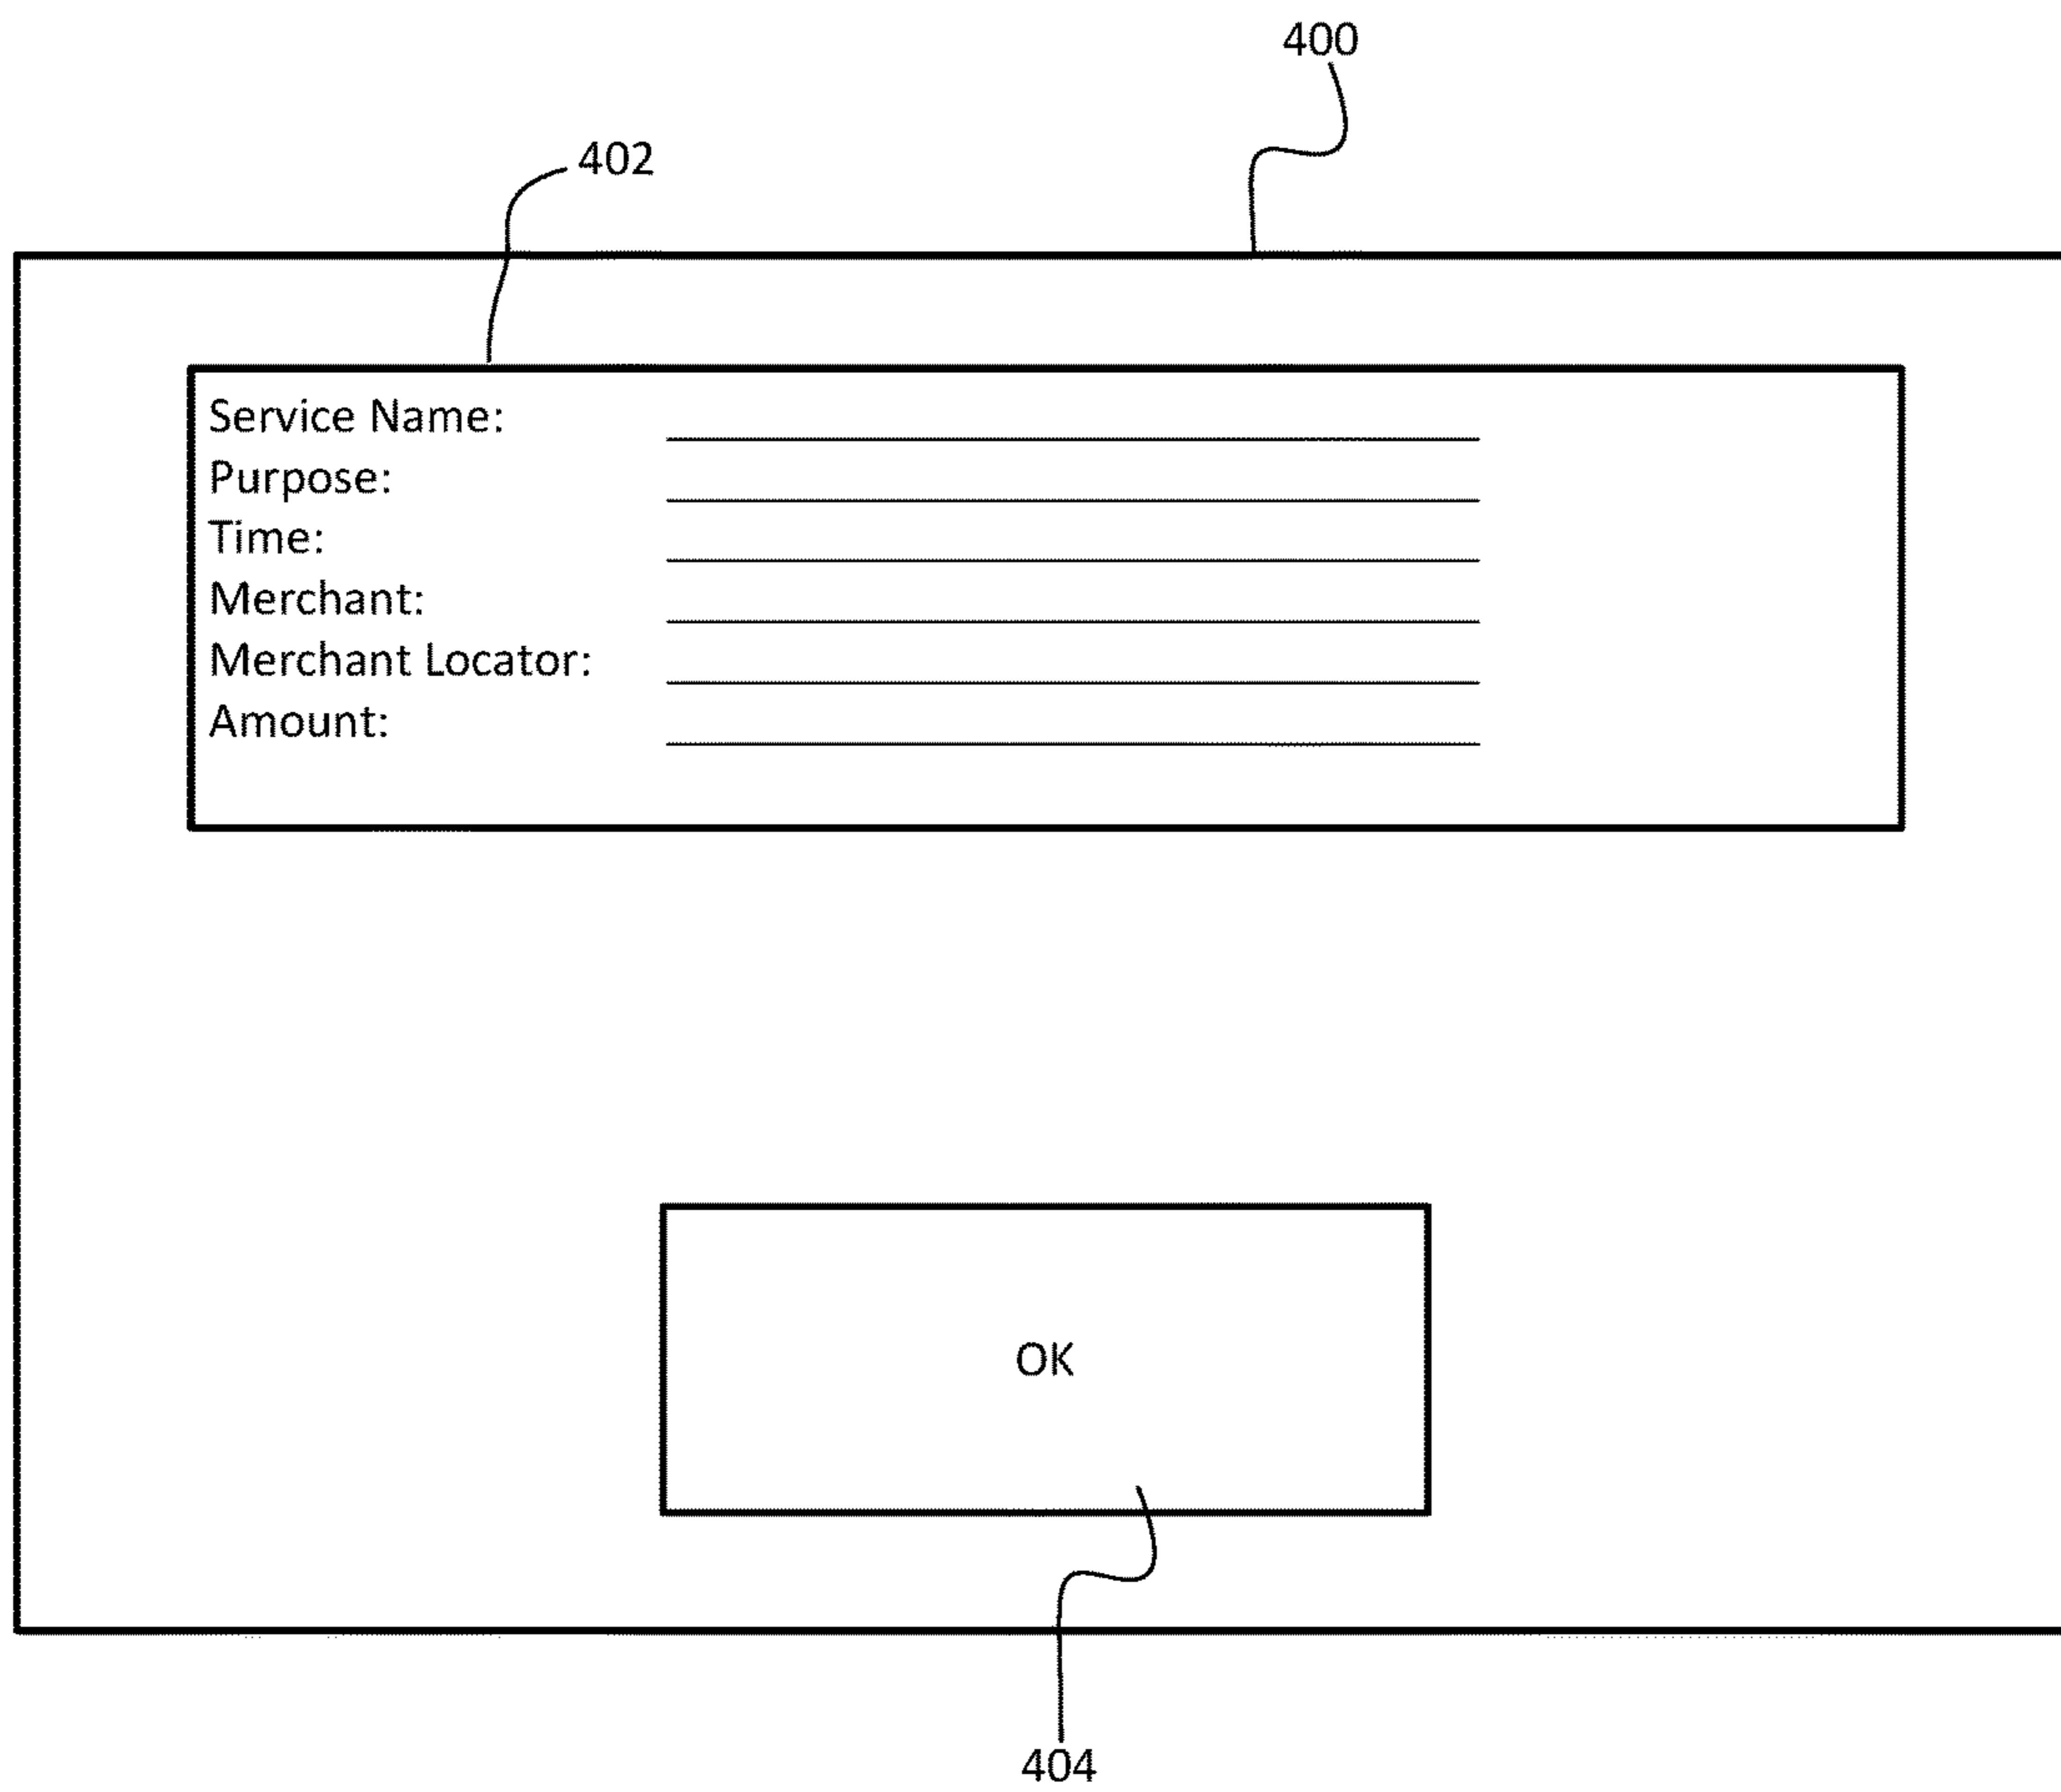 400
402
Service Name:
Purpose:
Time:
Merchant:
Merchant Locator:
Amount:
OK
404